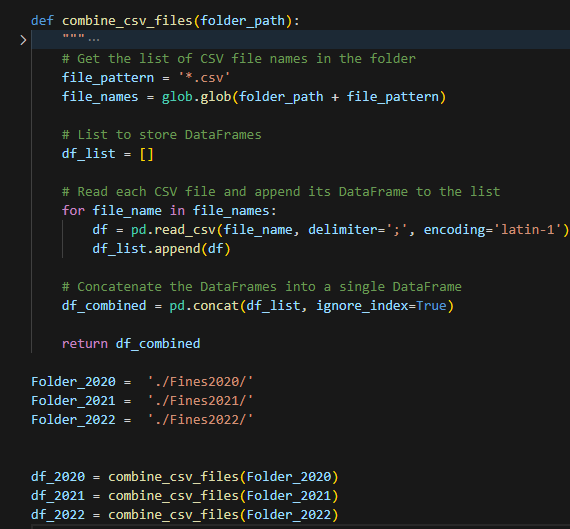 def combine_csv_files(folder_path):
    """ ...
    # Get the list of CSV file names in the folder
    file_pattern = '*.csv'
    file_names = glob.glob(folder_path + file_pattern)

    # List to store DataFrames
    df_list = []

    # Read each CSV file and append its DataFrame to the list
    for file_name in file_names:
        df = pd.read_csv(file_name, delimiter=';', encoding='latin-1')
        df_list.append(df)

    # Concatenate the DataFrames into a single DataFrame
    df_combined = pd.concat(df_list, ignore_index=True)

    return df_combined

Folder_2020 =  './Fines2020/'
Folder_2021 =  './Fines2021/'
Folder_2022 =  './Fines2022/'


df_2020 = combine_csv_files(Folder_2020)
df_2021 = combine_csv_files(Folder_2021)
df_2022 = combine_csv_files(Folder_2022)